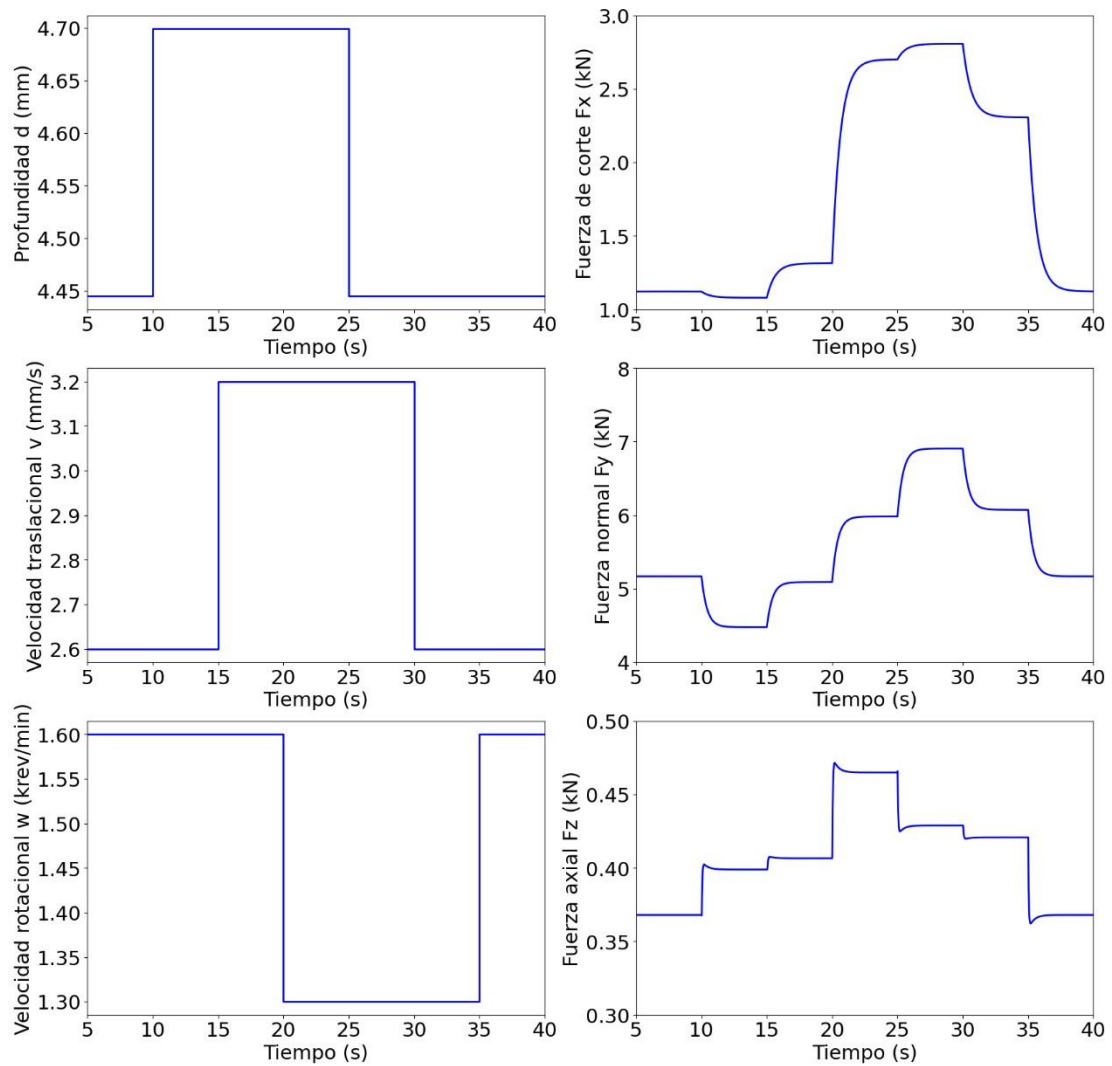 Profundidad d (mm)
4.70
4.65
4.60
4.55
4.50
4.45
5 10 15 20 25 30 35 40
Tiempo (s)
Fuerza de corte Fx (kN)
3.0
2.5
2.0
1.5
1.0
5 10 15 20 25 30 35 40
Tiempo (s)
Velocidad traslacional v (mm/s)
3.2
3.1
3.0
2.9
2.8
2.7
2.6
5 10 15 20 25 30 35 40
Tiempo (s)
Fuerza normal Fy (kN)
8
7
6
5
4
5 10 15 20 25 30 35 40
Tiempo (s)
Velocidad rotacional w (krev/min)
1.60
1.55
1.50
1.45
1.40
1.35
1.30
5 10 15 20 25 30 35 40
Tiempo (s)
Fuerza axial Fz (kN)
0.50
0.45
0.40
0.35
0.30
5 10 15 20 25 30 35 40
Tiempo (s)